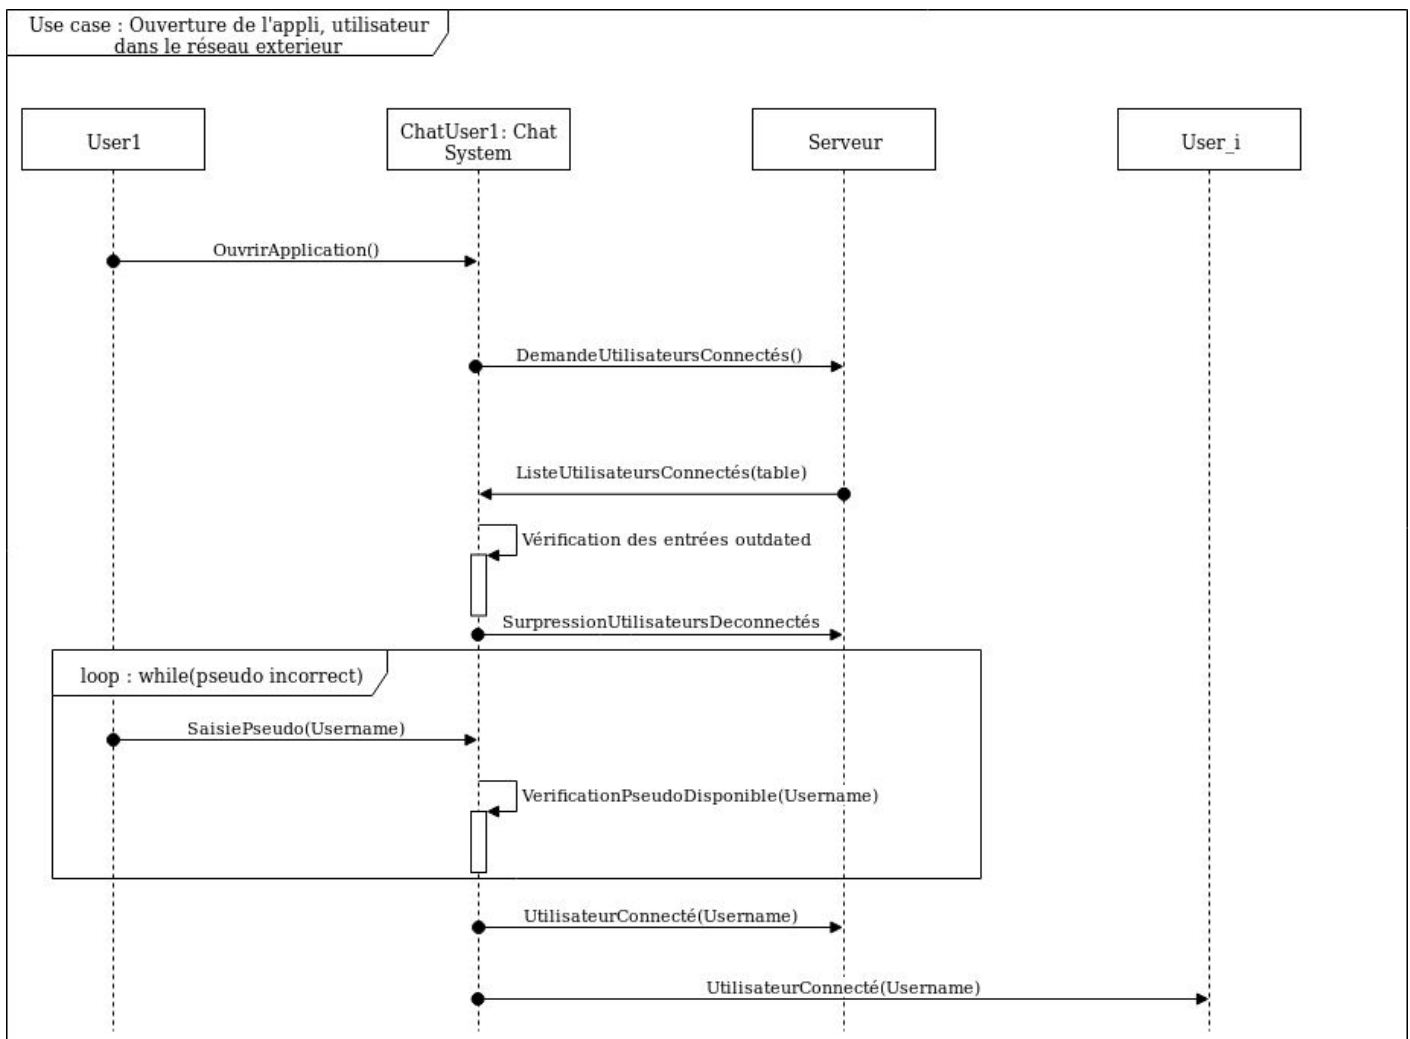 Use case : Ouverture de l'appli, utilisateur
dans le réseau exterieur
User1
ChatUser1: Chat
System
Serveur
User_i
OuvrirApplication()
DemandeUtilisateursConnectés()
ListeUtilisateursConnectés(table)
Vérification des entrées outdated
SurpressionUtilisateursDeconnectés
loop : while(pseudo incorrect)
SaisiePseudo(Username)
VerificationPseudoDisponible(Username)
UtilisateurConnecté(Username)
UtilisateurConnecté(Username)